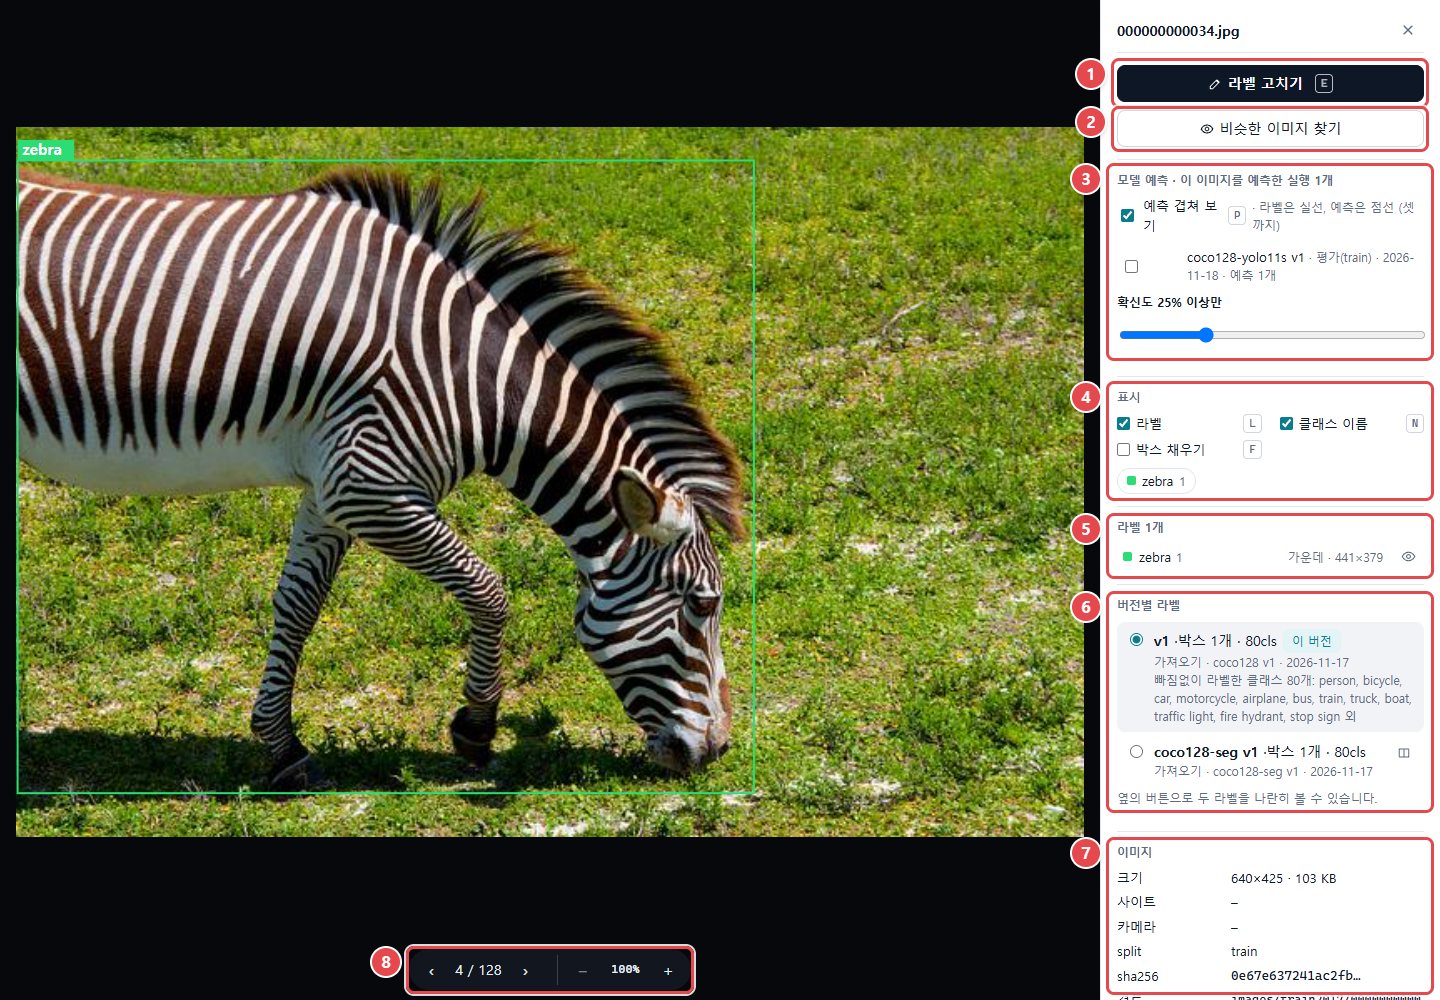 000000000034.jpg
1
라벨 고치기 E
2
비슷한 이미지 찾기
3
모델 예측 · 이 이미지를 예측한 실행 1개
예측 겹쳐 보기 P · 라벨은 실선, 예측은 점선 (셋까지)
coco128-yolo11s v1 · 평가(train) · 2026-11-18 · 예측 1개
확신도 25% 이상만
4
표시
라벨 L 클래스 이름 N
박스 채우기 F
zebra 1
5
라벨 1개
zebra 1 가운데 · 441×379
6
버전별 라벨
v1 ·박스 1개 · 80cls 이 버전
가져오기 · coco128 v1 · 2026-11-17
빠짐없이 라벨한 클래스 80개: person, bicycle,
car, motorcycle, airplane, bus, train, truck, boat,
traffic light, fire hydrant, stop sign 외
coco128-seg v1 ·박스 1개 · 80cls
가져오기 · coco128-seg v1 · 2026-11-17
옆의 버튼으로 두 라벨을 나란히 볼 수 있습니다.
7
이미지
크기 640×425 · 103 KB
사이트 –
카메라 –
split train
sha256 0e67e637241ac2fb…
zebra
8
‹ 4 / 128 › − 100% +